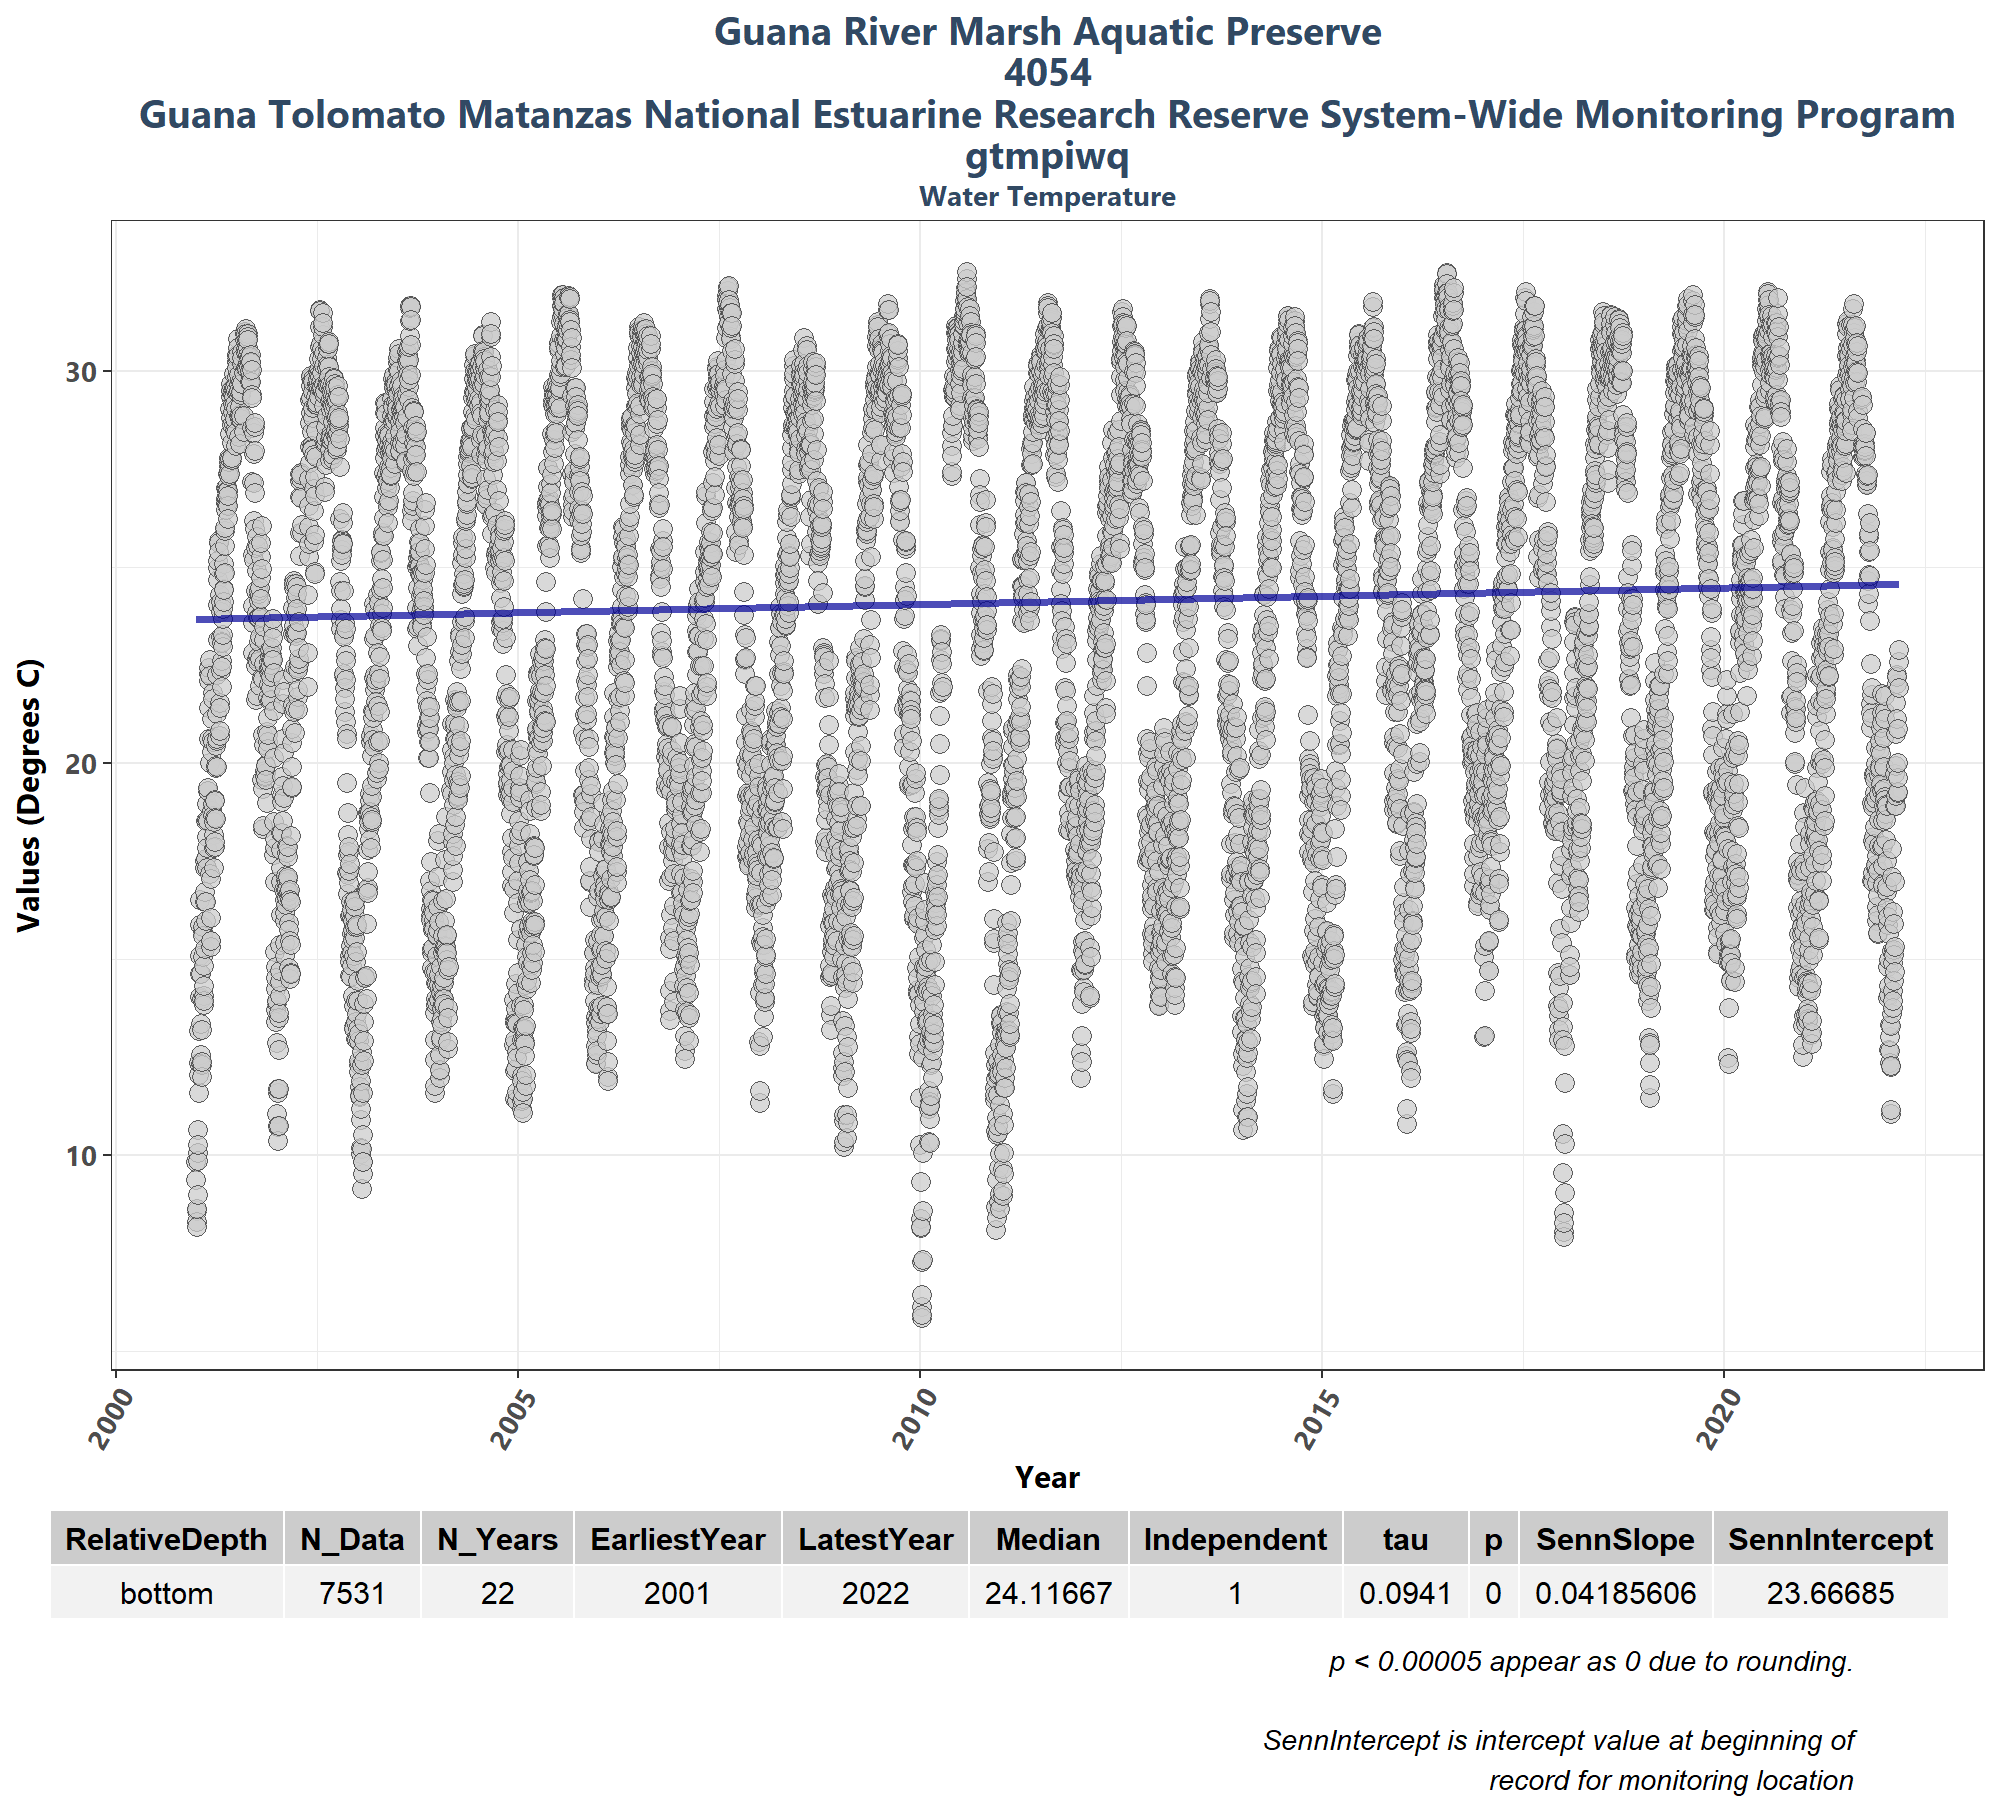 Guana River Marsh Aquatic Preserve
4054
Guana Tolomato Matanzas National Estuarine Research Reserve System-Wide Monitoring Program
gtmpiwq
Water Temperature
Values (Degrees C)
30
20
10
2000 2005 2010 2015 2020
Year
RelativeDepth N_Data N_Years EarliestYear LatestYear Median Independent tau p SennSlope SennIntercept
bottom 7531 22 2001 2022 24.11667 1 0.0941 0 0.04185606 23.66685
p < 0.00005 appear as 0 due to rounding.
SennIntercept is intercept value at beginning of
record for monitoring location